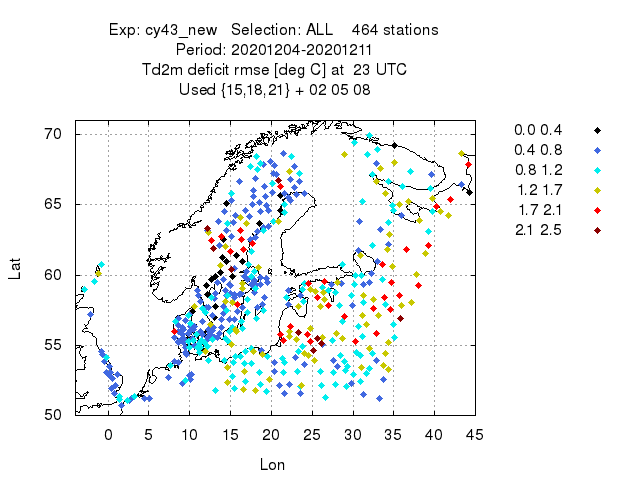 Exp: cy43_new Selection: ALL 464 stations
Period: 20201204-20201211
Td2m deficit rmse [deg C] at 23 UTC
Used {15,18,21} + 02 05 08
70
65
60
55
50
Lat
0 5 10 15 20 25 30 35 40 45
Lon
0.0 0.4
0.4 0.8
0.8 1.2
1.2 1.7
1.7 2.1
2.1 2.5